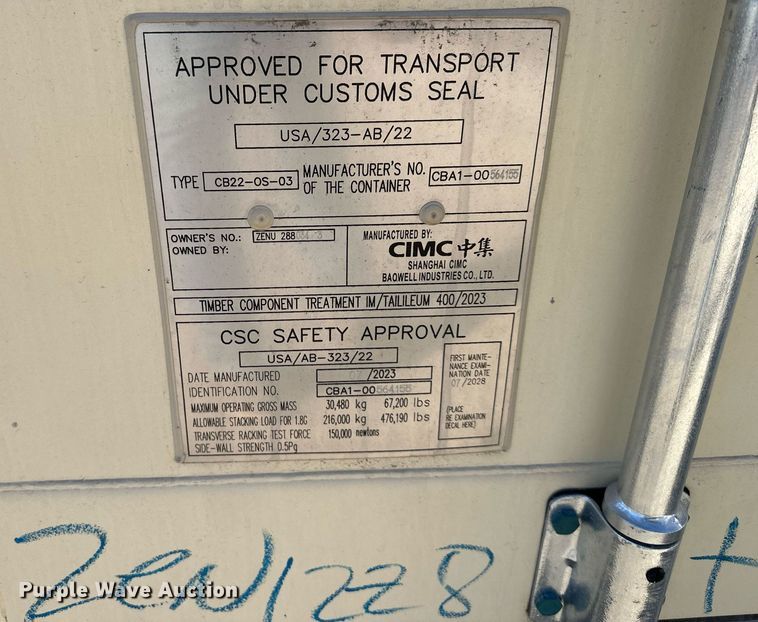 APPROVED FOR TRANSPORT
UNDER CUSTOMS SEAL
USA/323-AB/22
TYPE CB22-OS-03 MANUFACTURER'S NO. OF THE CONTAINER CBA1-00564155
OWNER'S NO.: ZENU 288
OWNED BY:
MANUFACTURED BY:
CIMC 中集
SHANGHAI CIMC
BAOWELL INDUSTRIES CO., LTD.
TIMBER COMPONENT TREATMENT IM/TAILILEUM 400/2023
CSC SAFETY APPROVAL
USA/AB-323/22
DATE MANUFACTURED 07/2023
IDENTIFICATION NO. CBA1-00564155
MAXIMUM OPERATING GROSS MASS 30,480 kg 67,200 lbs
ALLOWABLE STACKING LOAD FOR 1.8G 216,000 kg 476,190 lbs
TRANSVERSE RACKING TEST FORCE 150,000 newtons
SIDE-WALL STRENGTH 0.5Pg
FIRST MAINTE-
NANCE EXAMI-
NATION DATE
07/2028
(PLACE
RE EXAMINATION
DECAL HERE)
ZENI228
+
Purple Wave Auction